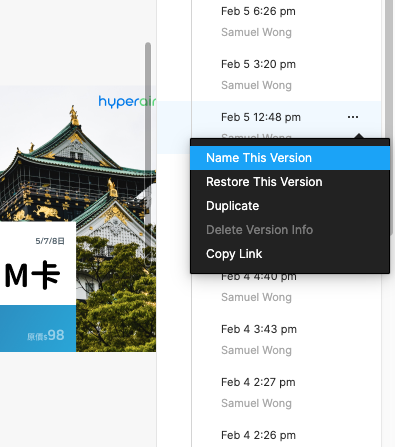 Feb 5 6:26 pm
Samuel Wong
Feb 5 3:20 pm
Samuel Wong
Feb 5 12:48 pm
Samuel Wong
Name This Version
Restore This Version
Duplicate
Delete Version Info
Copy Link
Feb 4 4:40 pm
Samuel Wong
Feb 4 3:43 pm
Samuel Wong
Feb 4 2:27 pm
Samuel Wong
Feb 4 2:26 pm
hyperair
5/7/8日
M卡
原價$98